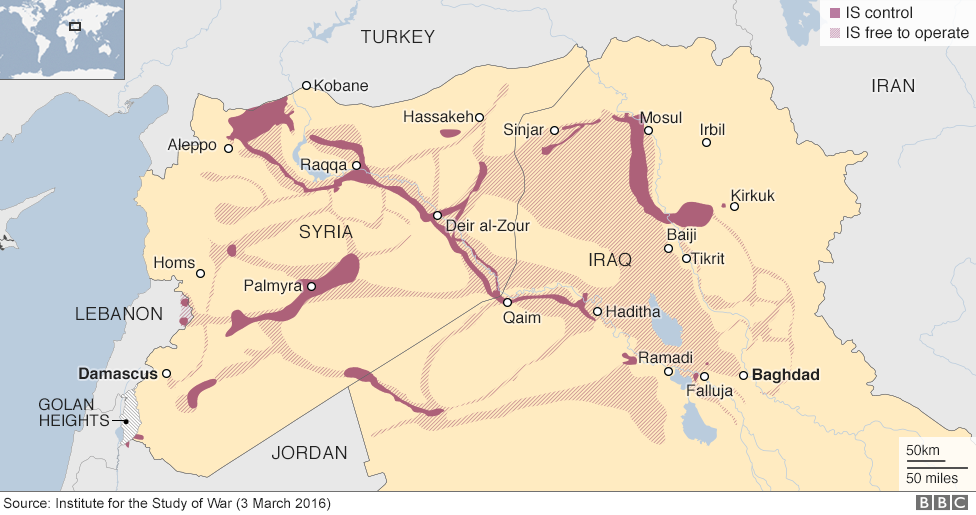 IS control
IS free to operate
TURKEY
IRAN
Kobane
Hassakeh
Sinjar
Mosul
Irbil
Aleppo
Raqqa
Kirkuk
Deir al-Zour
SYRIA
Baiji
IRAQ
Tikrit
Homs
Palmyra
LEBANON
Qaim
Haditha
Ramadi
Damascus
Baghdad
Falluja
GOLAN
HEIGHTS
JORDAN
50km
50 miles
Source: Institute for the Study of War (3 March 2016)
BBC